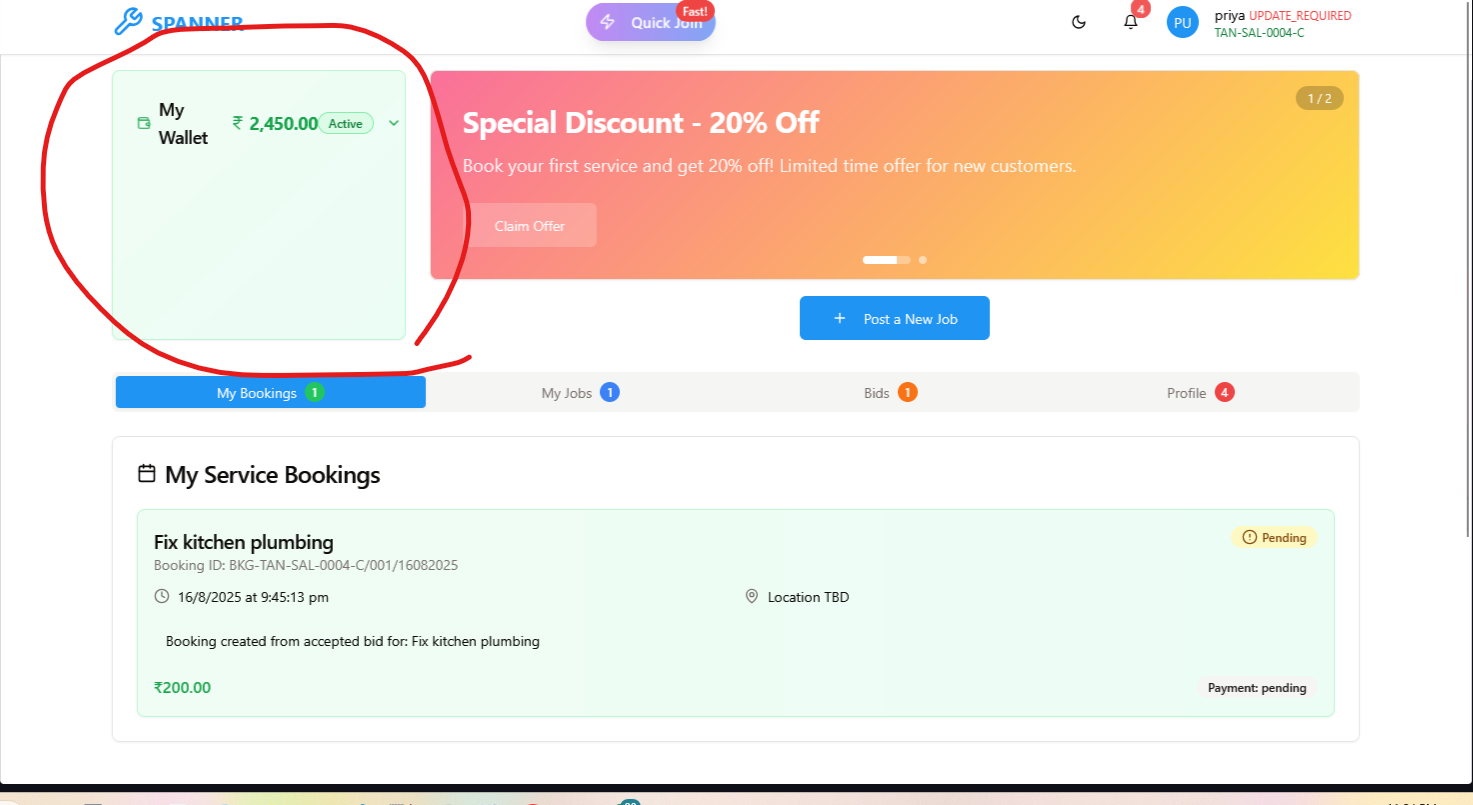 SPANNER
Quick Join
Fast!
4
PU
priya UPDATE_REQUIRED
TAN-SAL-0004-C
My Wallet
₹ 2,450.00
Active
1 / 2
Special Discount - 20% Off
Book your first service and get 20% off! Limited time offer for new customers.
Claim Offer
+ Post a New Job
My Bookings 1
My Jobs 1
Bids 1
Profile 4
My Service Bookings
Fix kitchen plumbing
Pending
Booking ID: BKG-TAN-SAL-0004-C/001/16082025
16/8/2025 at 9:45:13 pm
Location TBD
Booking created from accepted bid for: Fix kitchen plumbing
₹200.00
Payment: pending